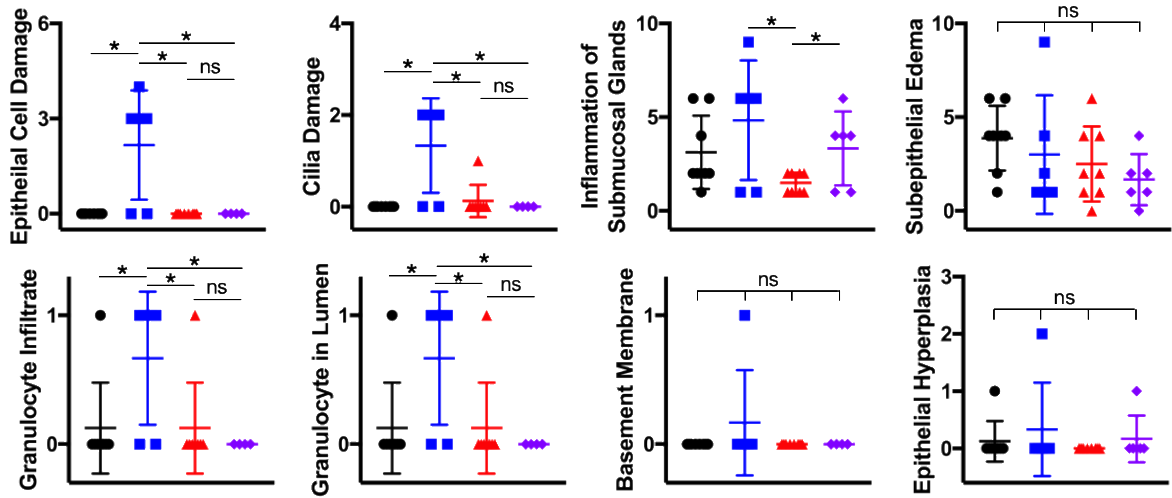 Epitheilal Cell Damage
6
3
0
*
*
*
ns
Cilia Damage
4
2
0
*
*
*
ns
Inflammation of
Submucosal Glands
10
5
0
*
*
Subepithelial Edema
10
5
0
ns
Granulocyte Infiltrate
1
0
*
*
*
ns
Granulocyte in Lumen
1
0
*
*
*
ns
Basement Membrane
1
0
ns
Epithelial Hyperplasia
3
2
1
0
ns